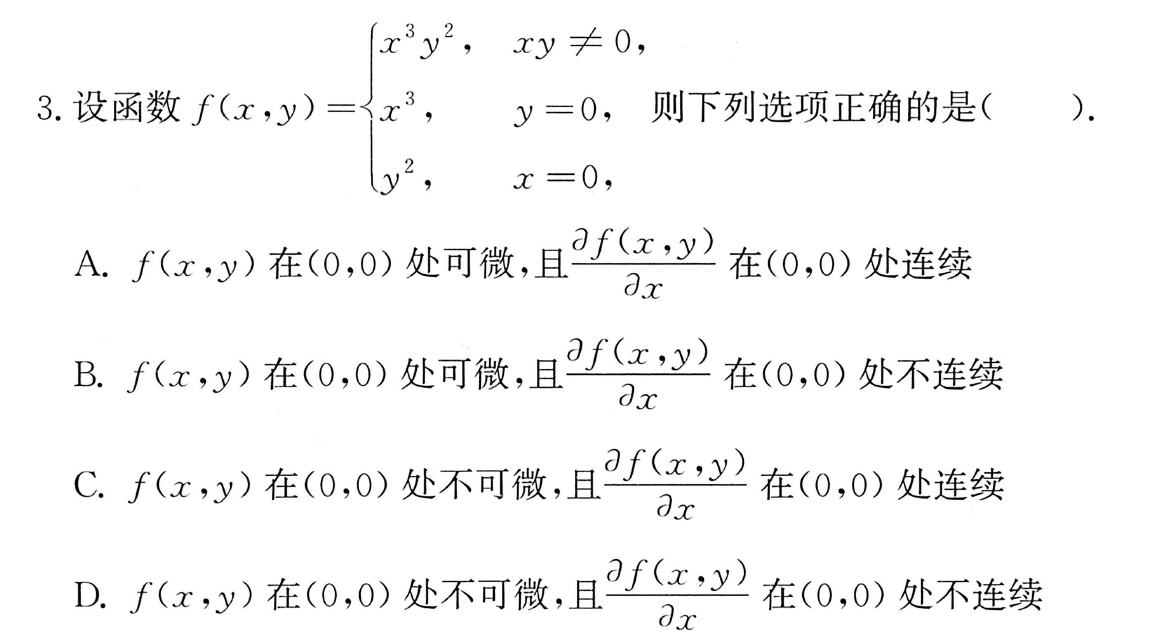 3. 设函数 f(x,y)={x³y², xy≠0,
x³, y=0, 则下列选项正确的是( ).
y², x=0,
A. f(x,y)在(0,0)处可微,且∂f(x,y)/∂x在(0,0)处连续
B. f(x,y)在(0,0)处可微,且∂f(x,y)/∂x在(0,0)处不连续
C. f(x,y)在(0,0)处不可微,且∂f(x,y)/∂x在(0,0)处连续
D. f(x,y)在(0,0)处不可微,且∂f(x,y)/∂x在(0,0)处不连续